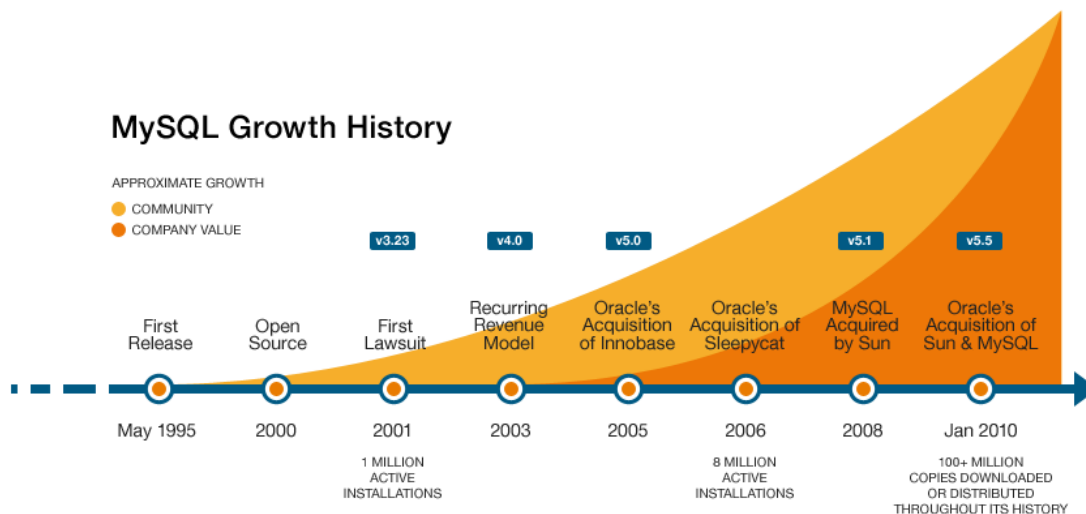 MySQL Growth History
APPROXIMATE GROWTH
COMMUNITY
COMPANY VALUE
v3.23
v4.0
v5.0
v5.1
v5.5
First
Release
Open
Source
First
Lawsuit
Recurring
Revenue
Model
Oracle's
Acquisition
of Innobase
Oracle's
Acquisition of
Sleepycat
MySQL
Acquired
by Sun
Oracle's
Acquisition of
Sun & MySQL
May 1995
2000
2001
2003
2005
2006
2008
Jan 2010
1 MILLION
ACTIVE
INSTALLATIONS
8 MILLION
ACTIVE
INSTALLATIONS
100+ MILLION
COPIES DOWNLOADED
OR DISTRIBUTED
THROUGHOUT ITS HISTORY